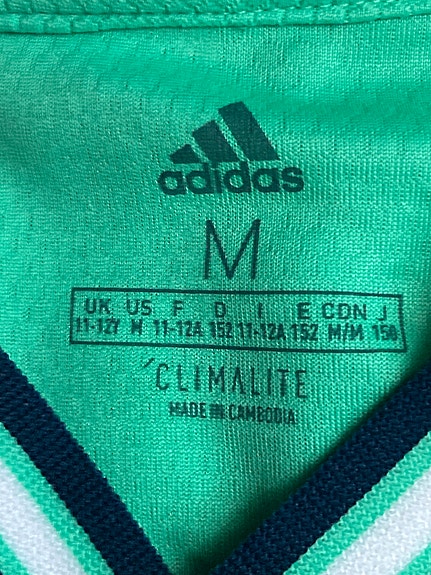 adidas
M
UK US F D I E CDN J
11-12Y M 11-12A 152 11-12A 152 M/M 150
CLIMALITE
MADE IN CAMBODIA